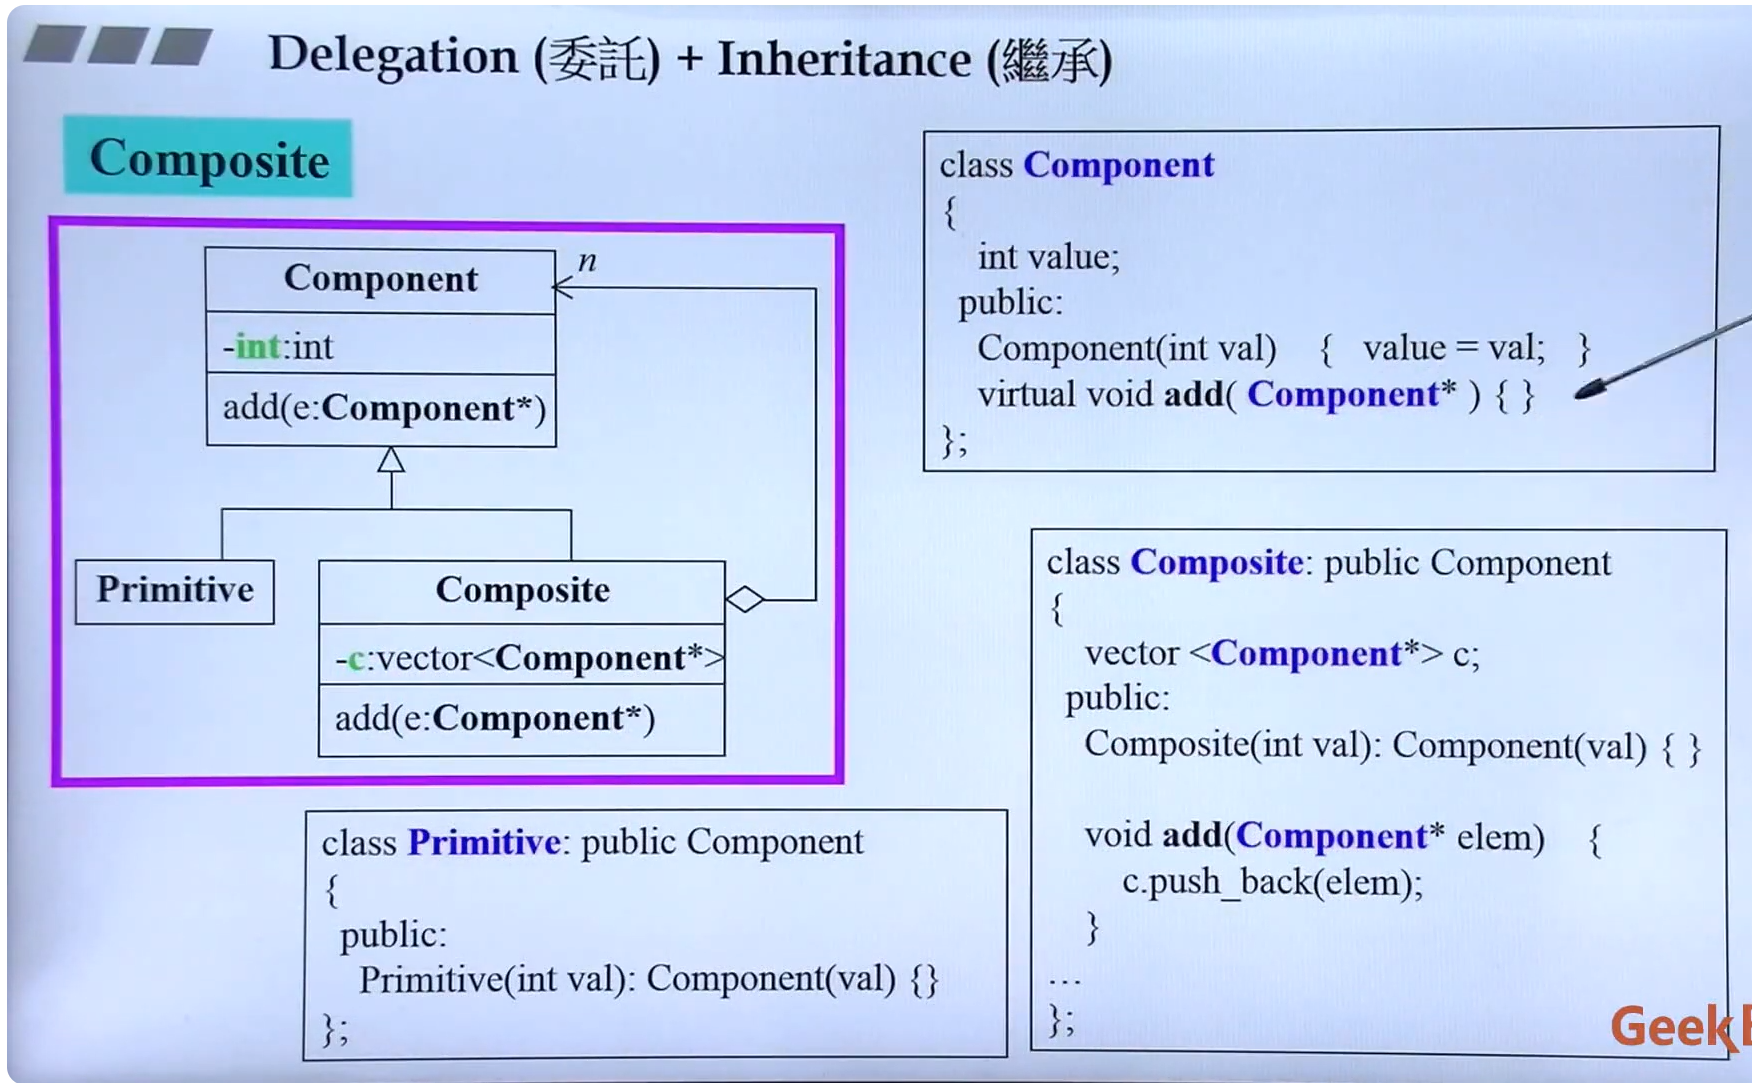 Delegation (委託) + Inheritance (繼承)
Composite
Component
n
-int:int
add(e:Component*)
Primitive
Composite
-c:vector<Component*>
add(e:Component*)
class Component
{
int value;
public:
Component(int val) { value = val; }
virtual void add( Component* ) { }
};
class Composite: public Component
{
vector <Component*> c;
public:
Composite(int val): Component(val) { }
void add(Component* elem) {
c.push_back(elem);
}
...
};
class Primitive: public Component
{
public:
Primitive(int val): Component(val) {}
};
Geek